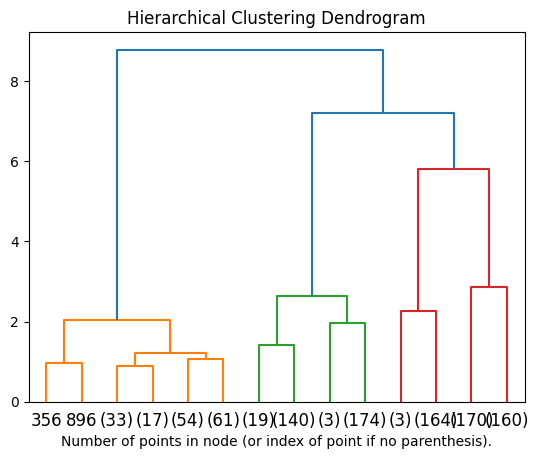 Hierarchical Clustering Dendrogram
8
6
4
2
0
356 896 (33) (17) (54) (61) (19) (140) (3) (174) (3) (164) (170) (160)
Number of points in node (or index of point if no parenthesis).